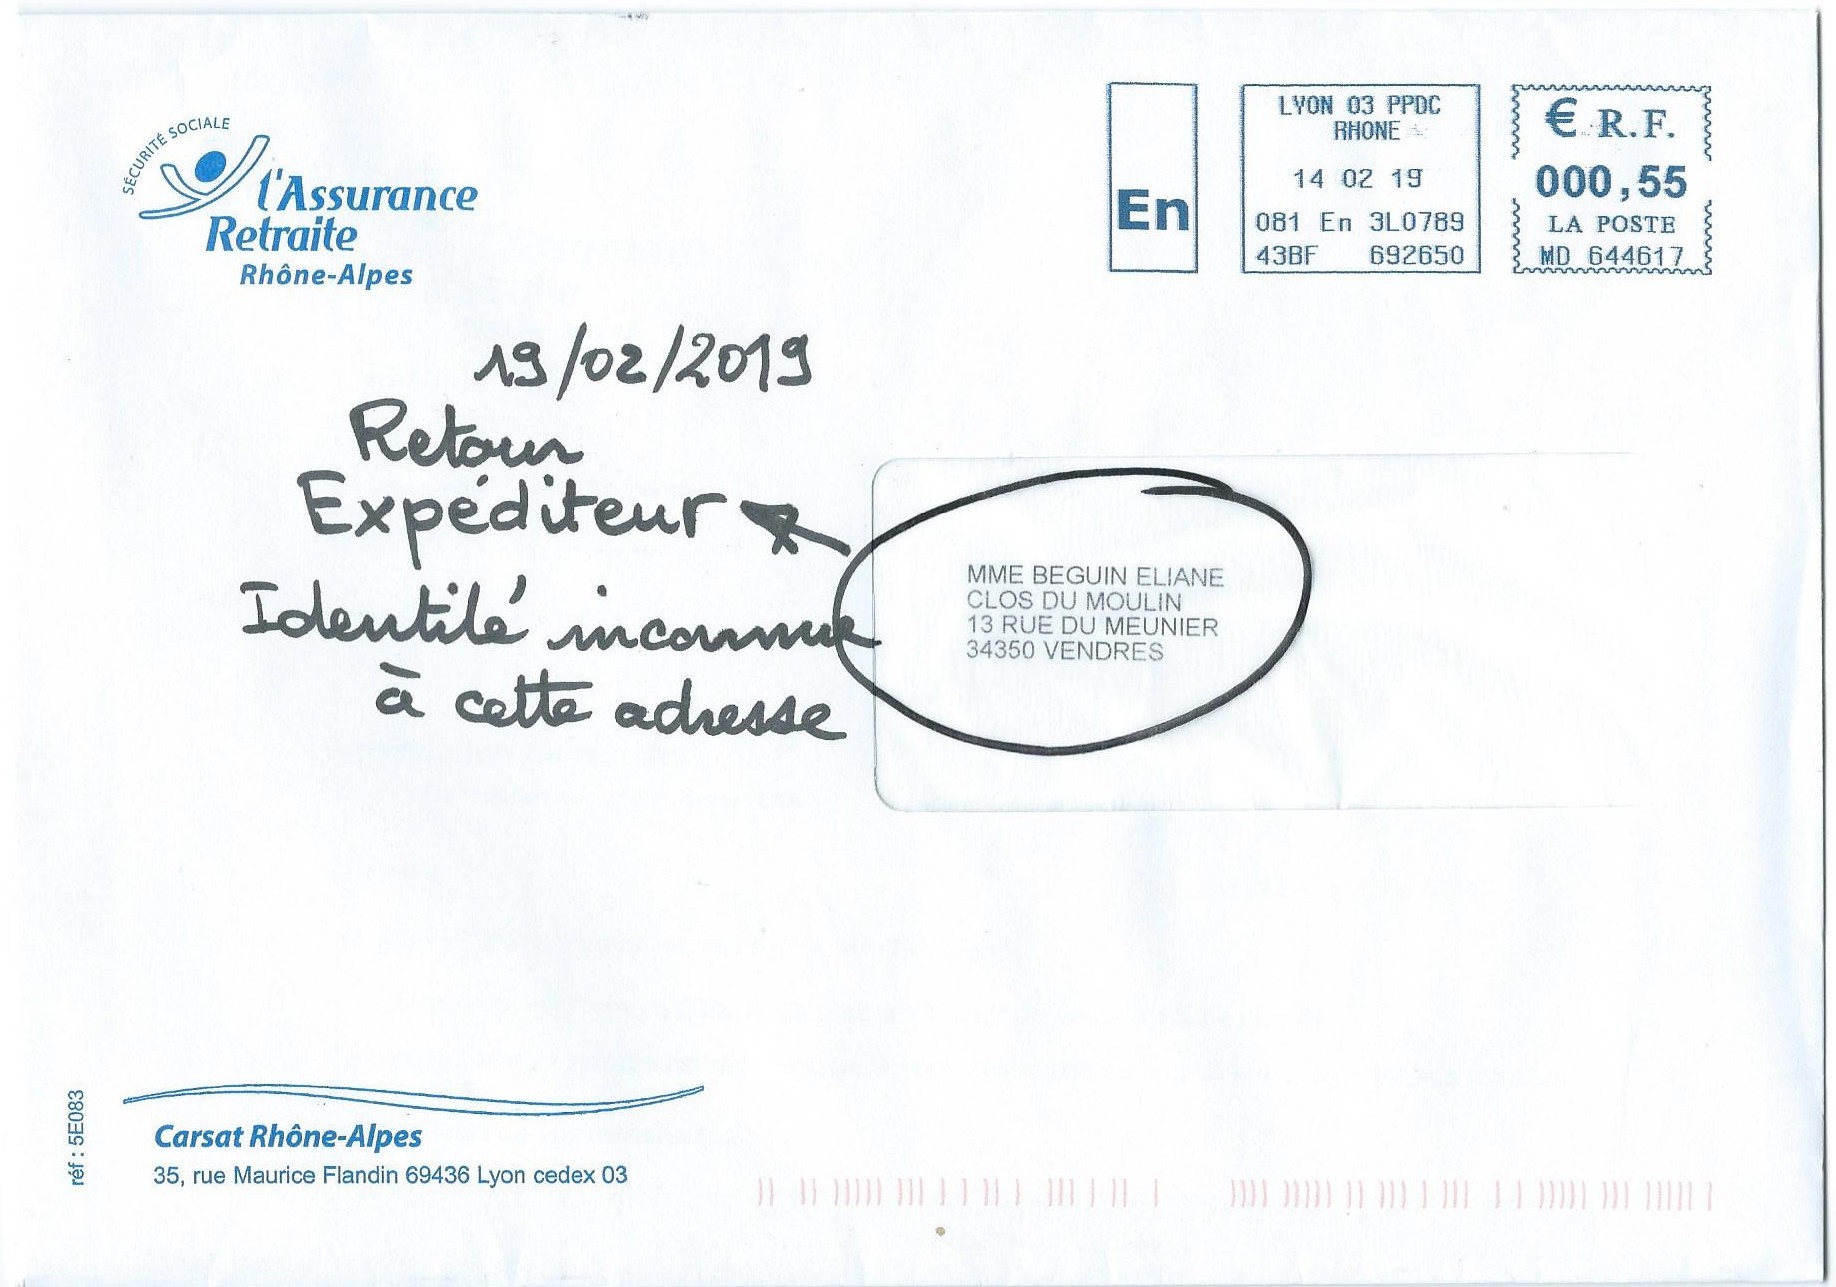 SÉCURITÉ SOCIALE
l'Assurance
Retraite
Rhône-Alpes
En
LYON 03 PPDC
RHONE
14 02 19
081 En 3L0789
43BF 692650
€ R.F.
000,55
LA POSTE
MD 644617
19/02/2019
Retour
Expéditeur
Identité inconnue
à cette adresse
MME BEGUIN ELIANE
CLOS DU MOULIN
13 RUE DU MEUNIER
34350 VENDRES
réf : 5E083
Carsat Rhône-Alpes
35, rue Maurice Flandin 69436 Lyon cedex 03